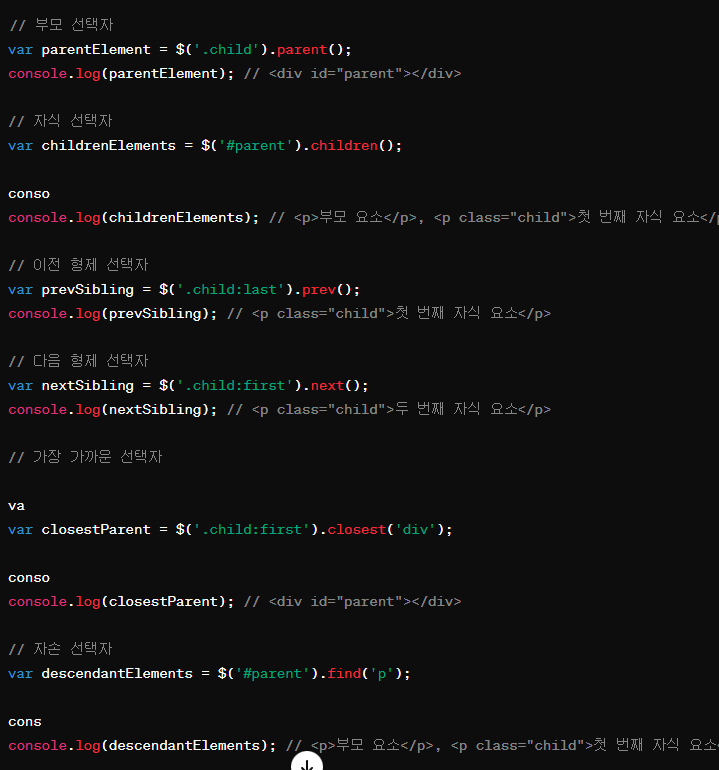 // 부모 선택자
var parentElement = $('.child').parent();
console.log(parentElement); // <div id="parent"></div>
// 자식 선택자
var childrenElements = $('#parent').children();
conso
console.log(childrenElements); // <p>부모 요소</p>, <p class="child">첫 번째 자식 요소</p
// 이전 형제 선택자
var prevSibling = $('.child:last').prev();
console.log(prevSibling); // <p class="child">첫 번째 자식 요소</p>
// 다음 형제 선택자
var nextSibling = $('.child:first').next();
console.log(nextSibling); // <p class="child">두 번째 자식 요소</p>
// 가장 가까운 선택자
va
var closestParent = $('.child:first').closest('div');
conso
console.log(closestParent); // <div id="parent"></div>
// 자손 선택자
var descendantElements = $('#parent').find('p');
cons
console.log(descendantElements); // <p>부모 요소</p>, <p class="child">첫 번째 자식 요소<